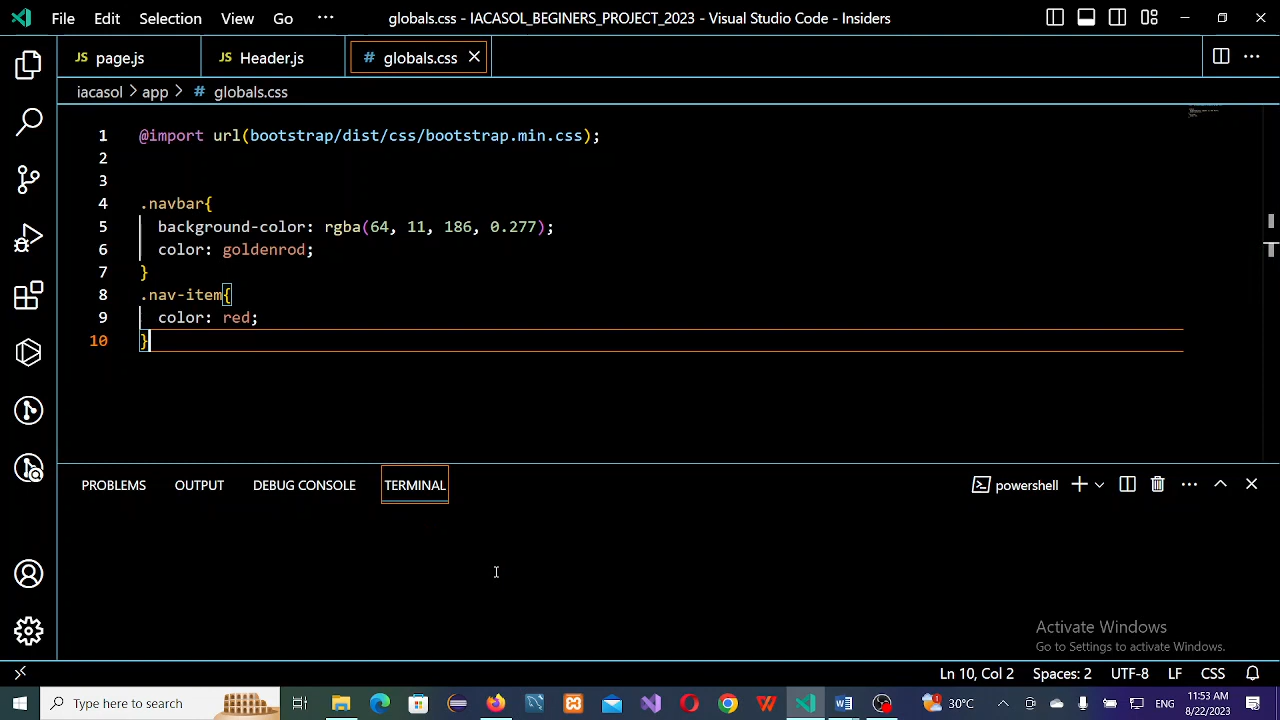 File Edit Selection View Go ··· globals.css - IACASOL_BEGINERS_PROJECT_2023 - Visual Studio Code - Insiders
JS page.js JS Header.js # globals.css
iacasol > app > # globals.css
1 @import url(bootstrap/dist/css/bootstrap.min.css);
2
3
4 .navbar{
5 background-color: rgba(64, 11, 186, 0.277);
6 color: goldenrod;
7 }
8 .nav-item{
9 color: red;
10 }
PROBLEMS OUTPUT DEBUG CONSOLE TERMINAL powershell
Activate Windows
Go to Settings to activate Windows.
Ln 10, Col 2 Spaces: 2 UTF-8 LF CSS
Type here to search 30°C ENG 11:53 AM
8/22/2023